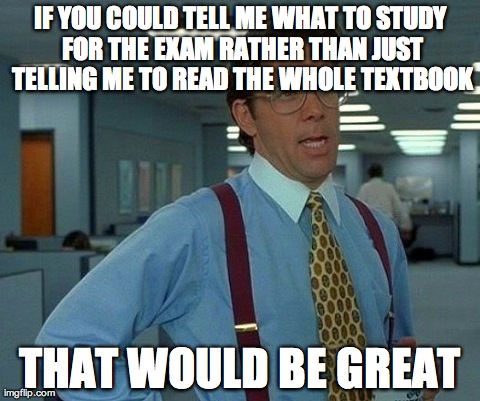 IF YOU COULD TELL ME WHAT TO STUDY
FOR THE EXAM RATHER THAN JUST
TELLING ME TO READ THE WHOLE TEXTBOOK
THAT WOULD BE GREAT
imgflip.com